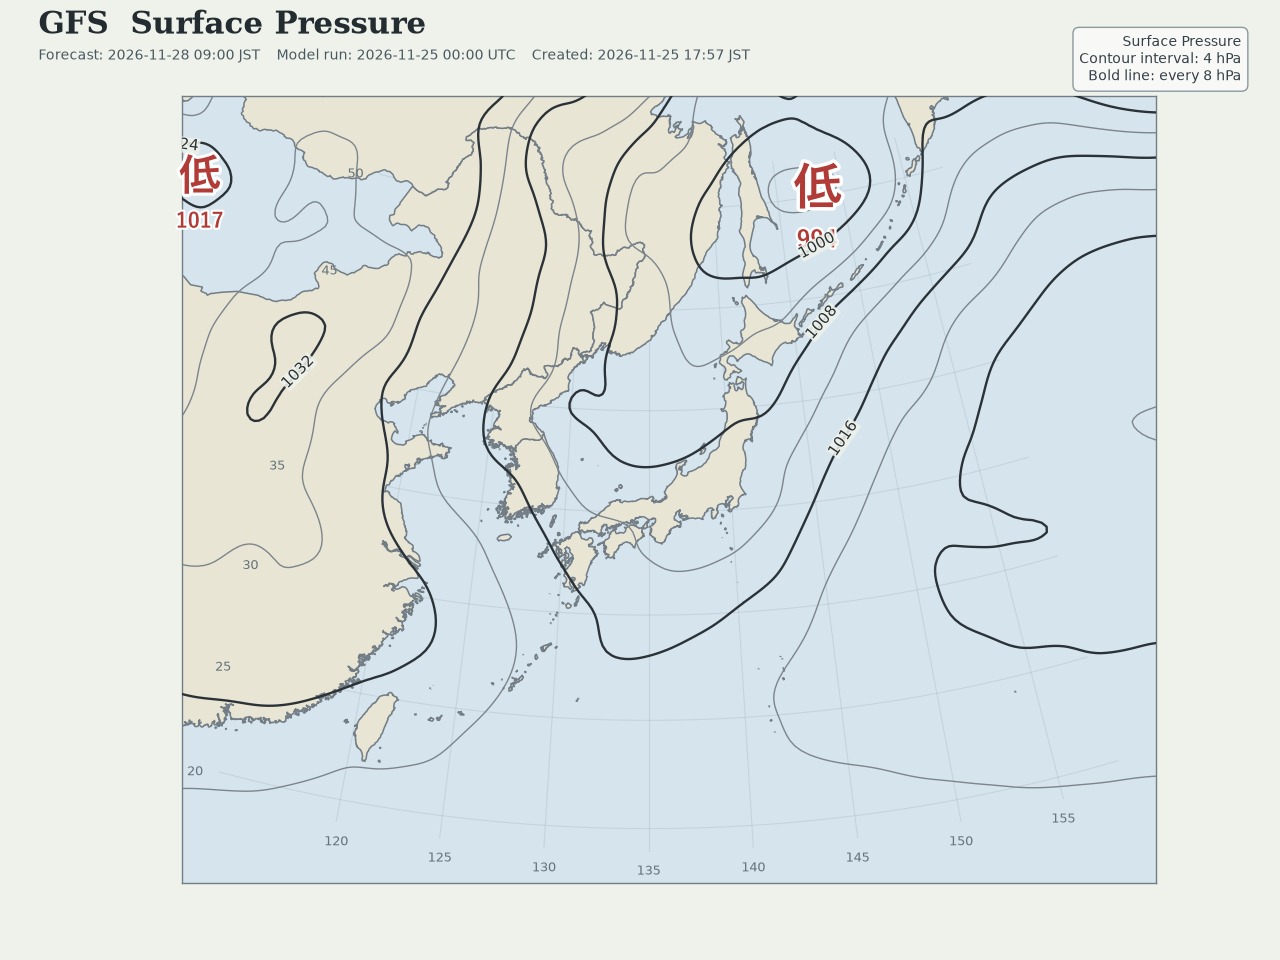 GFS  Surface Pressure
Forecast: 2026-11-28 09:00 JST    Model run: 2026-11-25 00:00 UTC    Created: 2026-11-25 17:57 JST
Surface Pressure
Contour interval: 4 hPa
Bold line: every 8 hPa
24
低
1017
50
低
1000
45
1008
1032
1016
35
30
25
20
120
125
130
135
140
145
150
155